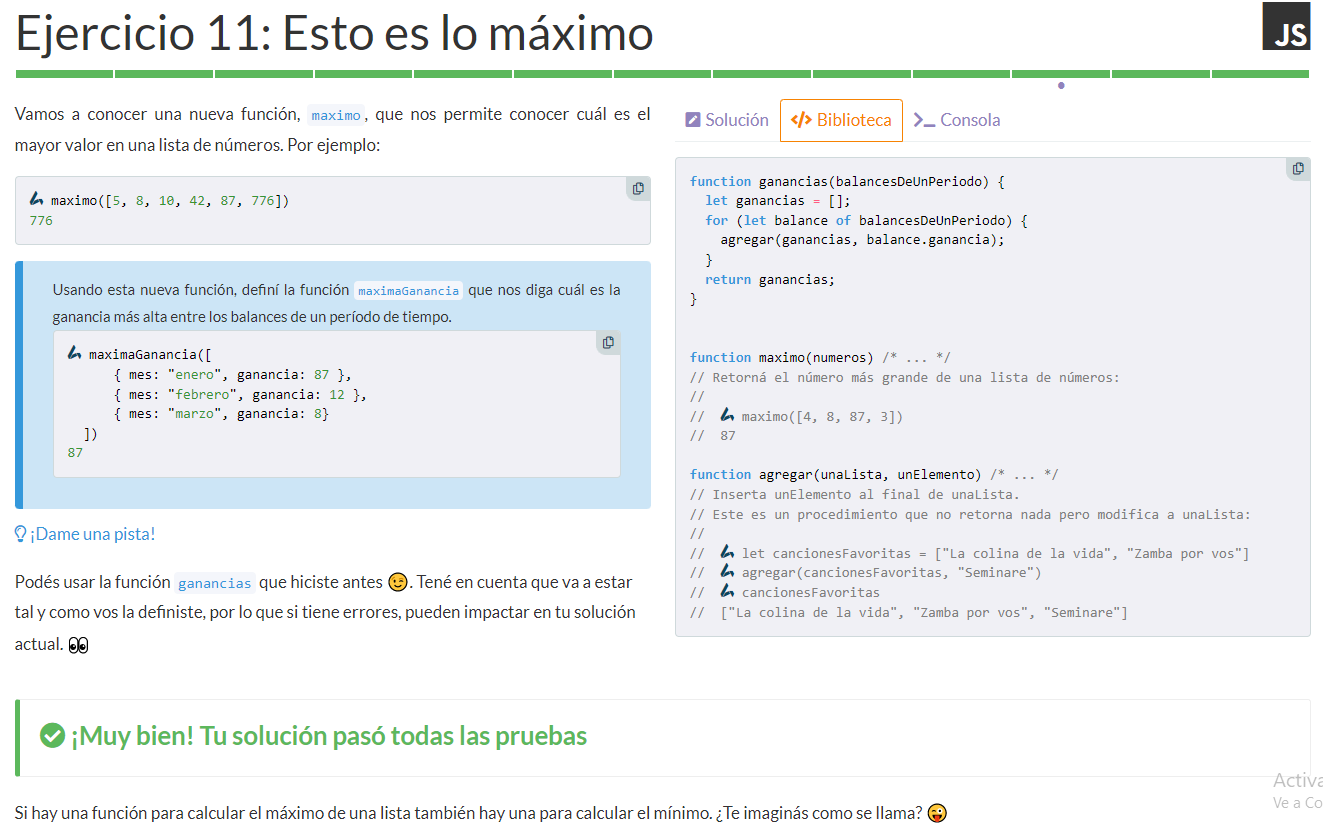 Ejercicio 11: Esto es lo máximo
JS
Vamos a conocer una nueva función, maximo, que nos permite conocer cuál es el
mayor valor en una lista de números. Por ejemplo:
maximo([5, 8, 10, 42, 87, 776])
776
Usando esta nueva función, definí la función maximaGanancia que nos diga cuál es la
ganancia más alta entre los balances de un período de tiempo.
maximaGanancia([
{ mes: "enero", ganancia: 87 },
{ mes: "febrero", ganancia: 12 },
{ mes: "marzo", ganancia: 8}
])
87
¡Dame una pista!
Podés usar la función ganancias que hiciste antes 😉. Tené en cuenta que va a estar
tal y como vos la definiste, por lo que si tiene errores, pueden impactar en tu solución
actual. 👀
Solución
</> Biblioteca
Consola
function ganancias(balancesDeUnPeriodo) {
let ganancias = [];
for (let balance of balancesDeUnPeriodo) {
agregar(ganancias, balance.ganancia);
}
return ganancias;
}
function maximo(numeros) /* ... */
// Retorná el número más grande de una lista de números:
//
// maximo([4, 8, 87, 3])
// 87
function agregar(unaLista, unElemento) /* ... */
// Inserta unElemento al final de unaLista.
// Este es un procedimiento que no retorna nada pero modifica a unaLista:
//
// let cancionesFavoritas = ["La colina de la vida", "Zamba por vos"]
// agregar(cancionesFavoritas, "Seminare")
// cancionesFavoritas
// ["La colina de la vida", "Zamba por vos", "Seminare"]
¡Muy bien! Tu solución pasó todas las pruebas
Activa
Ve a Co
Si hay una función para calcular el máximo de una lista también hay una para calcular el mínimo. ¿Te imaginás como se llama? 😜